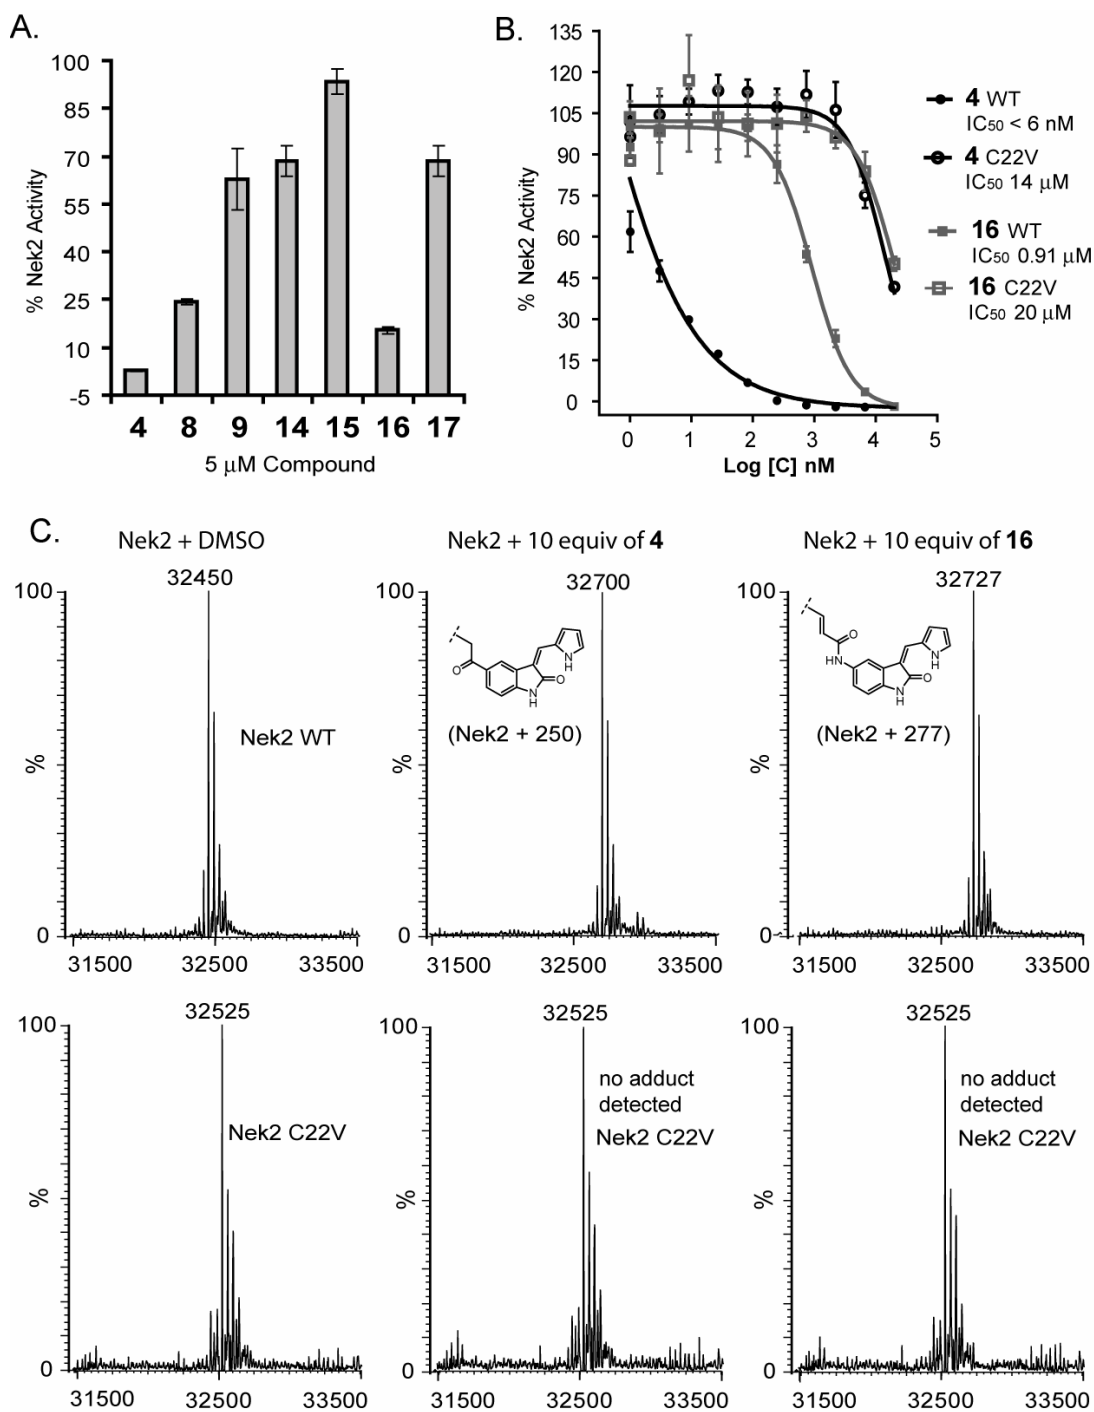 A.
% Nek2 Activity
100
85
70
55
40
25
10
-5
4 8 9 14 15 16 17
5 µM Compound
B.
% Nek2 Activity
135
120
105
90
75
60
45
30
15
0
0 1 2 3 4 5
Log [C] nM
4 WT
IC50 < 6 nM
4 C22V
IC50 14 µM
16 WT
IC50 0.91 µM
16 C22V
IC50 20 µM
C.
Nek2 + DMSO
32450
100
%
0
Nek2 WT
31500 32500 33500
Nek2 + 10 equiv of 4
32700
100
%
0
O
N
H
O
N
H
(Nek2 + 250)
31500 32500 33500
Nek2 + 10 equiv of 16
32727
100
%
0
O
NH
N
H
O
N
H
(Nek2 + 277)
31500 32500 33500
32525
100
%
0
Nek2 C22V
31500 32500 33500
32525
100
%
0
no adduct
detected
Nek2 C22V
31500 32500 33500
32525
100
%
0
no adduct
detected
Nek2 C22V
31500 32500 33500